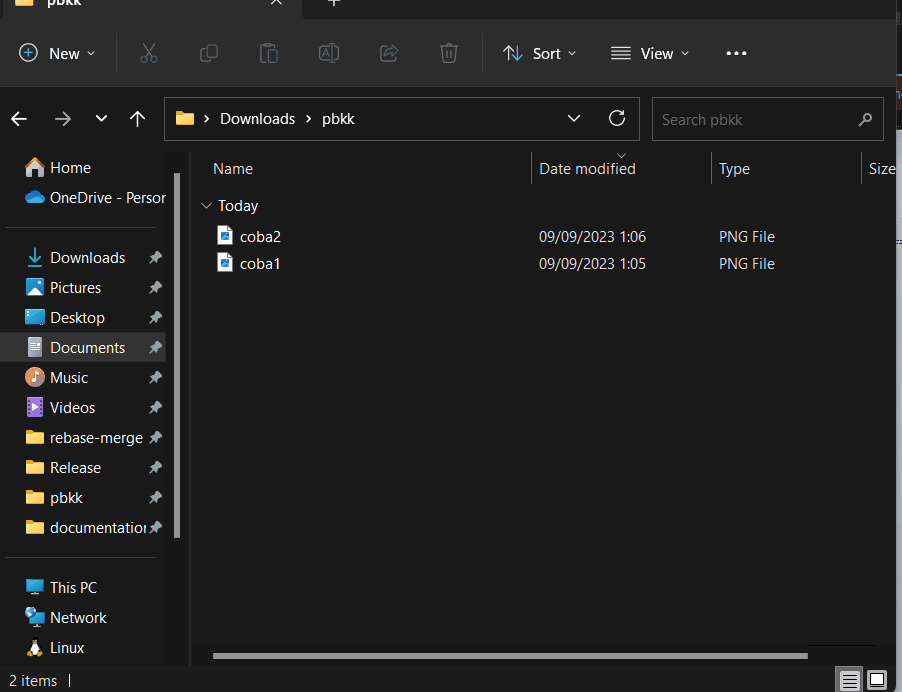 pbkk
New
Sort
View
Downloads
pbkk
Search pbkk
Home
OneDrive - Person
Downloads
Pictures
Desktop
Documents
Music
Videos
rebase-merge
Release
pbkk
documentation
This PC
Network
Linux
Name Date modified Type Size
Today
coba2 09/09/2023 1:06 PNG File
coba1 09/09/2023 1:05 PNG File
2 items